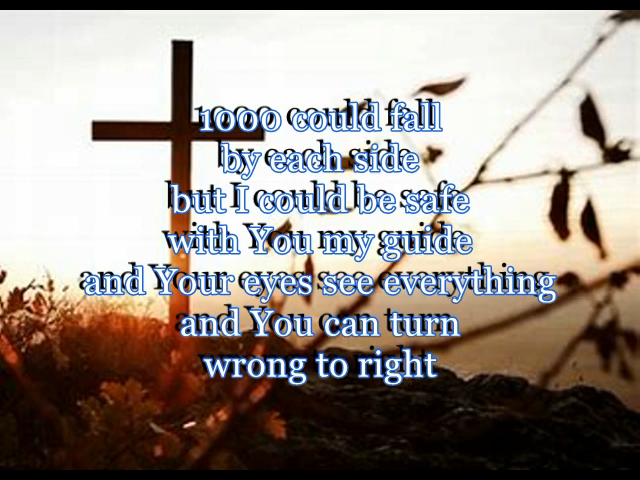 1000 could fall
by each side
but I could be safe
with You my guide
and Your eyes see everything
and You can turn
wrong to right